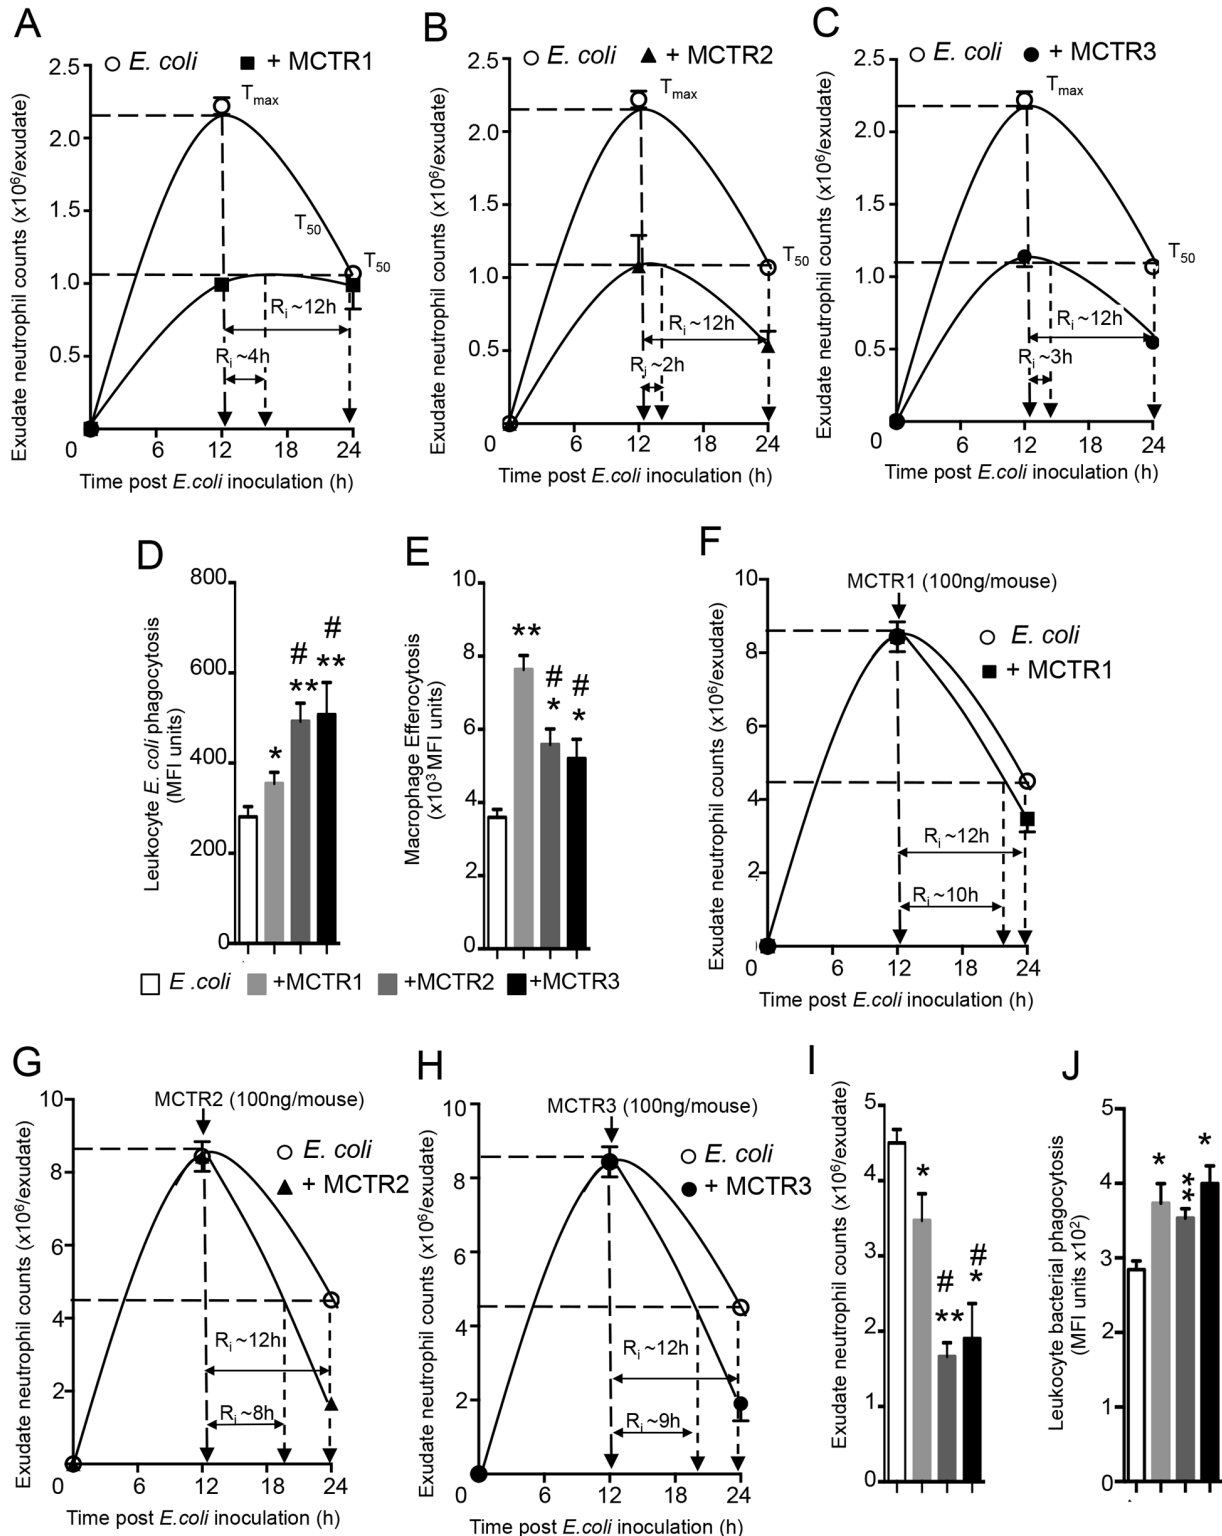 A
E. coli
+ MCTR1
Exudate neutrophil counts (x10⁶/exudate)
2.5
2.0
1.5
1.0
0.5
0
6
12
18
24
Tmax
T50
T50
Ri ~12h
Ri ~4h
Time post E.coli inoculation (h)
B
E. coli
+ MCTR2
Exudate neutrophil counts (x10⁶/exudate)
2.5
2.0
1.5
1.0
0.5
0
6
12
18
24
Tmax
T50
Ri ~12h
Ri ~2h
Time post E.coli inoculation (h)
C
E. coli
+ MCTR3
Exudate neutrophil counts (x10⁶/exudate)
2.5
2.0
1.5
1.0
0.5
0
6
12
18
24
Tmax
T50
Ri ~12h
Ri ~3h
Time post E.coli inoculation (h)
D
Leukocyte E. coli phagocytosis
(MFI units)
800
600
400
200
0
*
#
**
#
**
E
Macrophage Efferocytosis
(x10³ MFI units)
10
8
6
4
2
0
**
#
*
#
*
E .coli
+MCTR1
+MCTR2
+MCTR3
F
MCTR1 (100ng/mouse)
E. coli
+ MCTR1
Exudate neutrophil counts (x10⁶/exudate)
10
8
6
4
2
0
6
12
18
24
Ri ~12h
Ri ~10h
Time post E.coli inoculation (h)
G
MCTR2 (100ng/mouse)
E. coli
+ MCTR2
Exudate neutrophil counts (x10⁶/exudate)
10
8
6
4
2
0
6
12
18
24
Ri ~12h
Ri ~8h
Time post E.coli inoculation (h)
H
MCTR3 (100ng/mouse)
E. coli
+ MCTR3
Exudate neutrophil counts (x10⁶/exudate)
10
8
6
4
2
0
6
12
18
24
Ri ~12h
Ri ~9h
Time post E.coli inoculation (h)
I
Exudate neutrophil counts (x10⁶/exudate)
5
4
3
2
1
0
*
#
**
#
*
J
Leukocyte bacterial phagocytosis
(MFI units x10²)
5
4
3
2
1
0
*
**
*